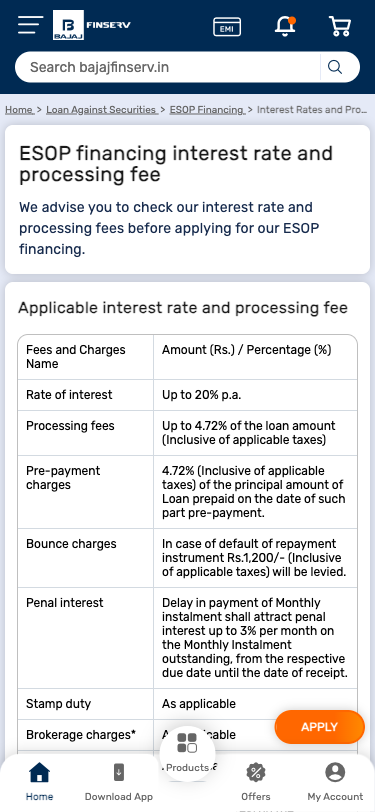 BAJAJ
FINSERV
EMI
Search bajajfinserv.in
Home > Loan Against Securities > ESOP Financing > Interest Rates and Pro...
ESOP financing interest rate and
processing fee
We advise you to check our interest rate and
processing fees before applying for our ESOP
financing.
Applicable interest rate and processing fee
Fees and Charges
Name
Amount (Rs.) / Percentage (%)
Rate of interest
Up to 20% p.a.
Processing fees
Up to 4.72% of the loan amount
(Inclusive of applicable taxes)
Pre-payment
charges
4.72% (Inclusive of applicable
taxes) of the principal amount of
Loan prepaid on the date of such
part pre-payment.
Bounce charges
In case of default of repayment
instrument Rs.1,200/- (Inclusive
of applicable taxes) will be levied.
Penal interest
Delay in payment of Monthly
instalment shall attract penal
interest up to 3% per month on
the Monthly Instalment
outstanding, from the respective
due date until the date of receipt.
Stamp duty
As applicable
Brokerage charges*
APPLY
Products
Home
Download App
Offers
My Account